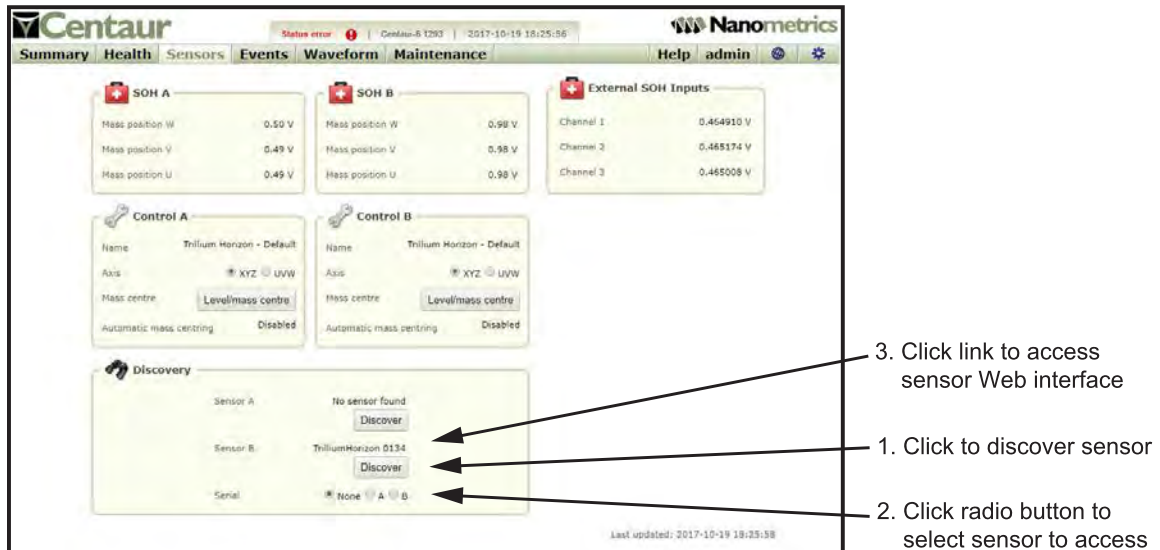 Centaur
Status error | Centaur-6 1293 | 2017-10-19 18:25:56
Nanometrics
Summary Health Sensors Events Waveform Maintenance Help admin
SOH A
Mass position W 0.50 V
Mass position V 0.49 V
Mass position U 0.49 V
SOH B
Mass position W 0.98 V
Mass position V 0.98 V
Mass position U 0.98 V
External SOH Inputs
Channel 1 0.464910 V
Channel 2 0.465174 V
Channel 3 0.465008 V
Control A
Name Trillium Horizon - Default
Axis XYZ UVW
Mass centre Level/mass centre
Automatic mass centring Disabled
Control B
Name Trillium Horizon - Default
Axis XYZ UVW
Mass centre Level/mass centre
Automatic mass centring Disabled
Discovery
Sensor A No sensor found
Discover
Sensor B TrilliumHorizon 0134
Discover
Serial None A B
Last updated: 2017-10-19 18:25:58
3. Click link to access
sensor Web interface
1. Click to discover sensor
2. Click radio button to
select sensor to access